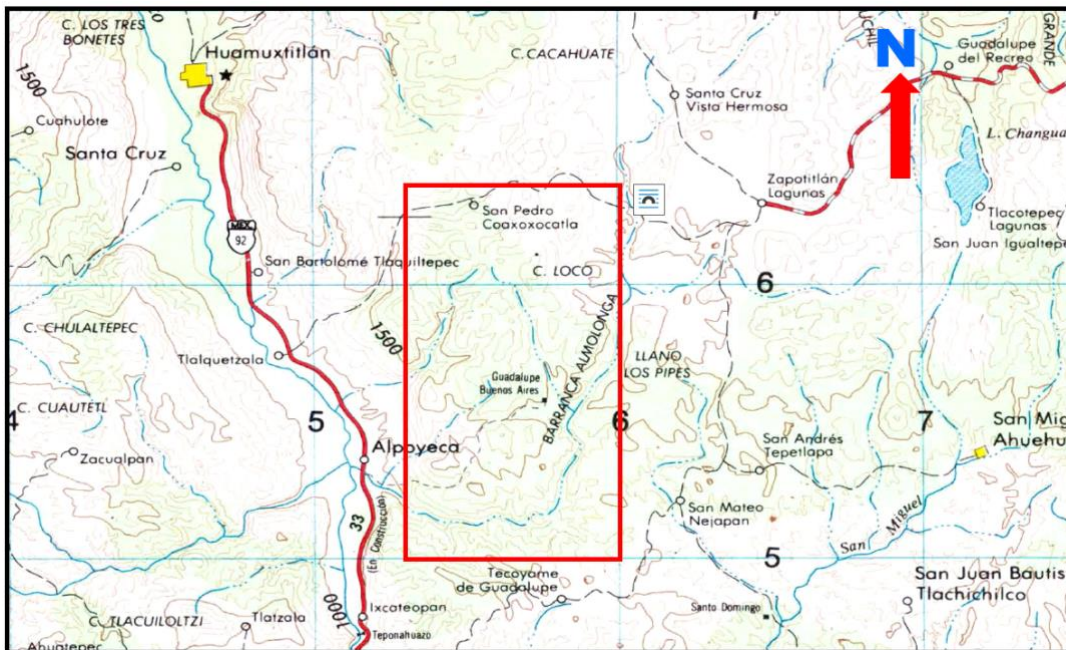 C. LOS TRES
BONETES
Huamuxtitlán
1500
Cuahulote
Santa Cruz
C. CACAHUATE
Santa Cruz
Vista Hermosa
N
Guadalupe
del Recreo
GRANDE
L. Changua
Zapotitlán
Lagunas
Tlacotepec
Lagunas
San Juan Igualtepe
San Pedro
Coaxoxocatla
MEX
92
San Bartolomé Tlaquiltepec
C. LOCO
6
C. CHULALTEPEC
1500
Tlalquetzala
BARRANCA ALMOLONGA
LLANO
LOS PIPES
Guadalupe
Buenos Aires
4
C. CUAUTETL
5
6
7
San Mig
Ahuehu
Zacualpan
Alpoyeca
San Andrés
Tepetlapa
San Mateo
Nejapan
33
(En Construcción)
San Miguel
5
Tecoyame
de Guadalupe
San Juan Bautis
Tlachichilco
1000
Ixcateopan
Santo Domingo
C. TLACUILOLTZI
Tlatzala
Teponahuazo
Ahuatepec